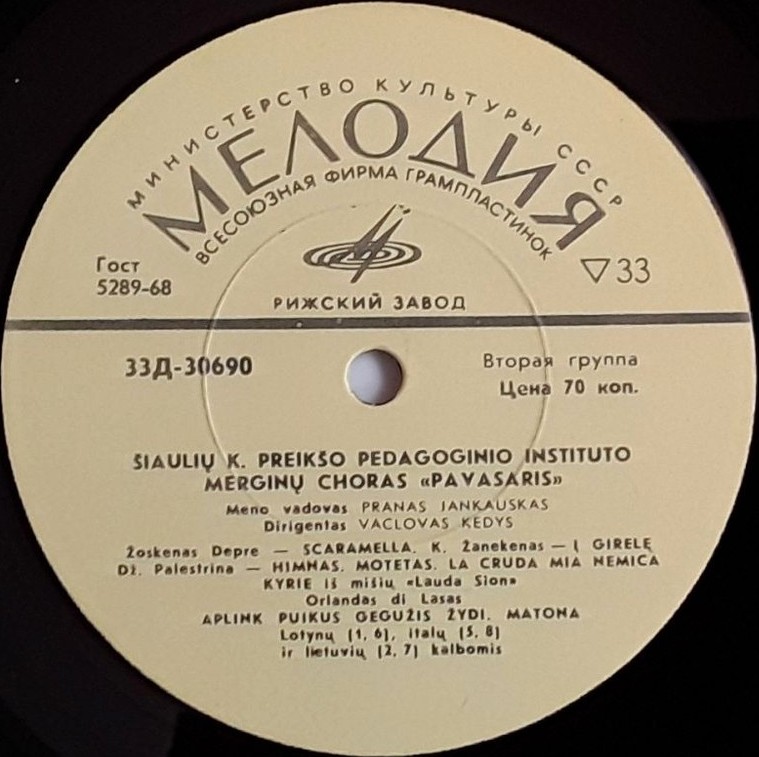 МИНИСТЕРСТВО КУЛЬТУРЫ СССР
МЕЛОДИЯ
ВСЕСОЮЗНАЯ ФИРМА ГРАМПЛАСТИНОК
Гост
5289-68
▽33
РИЖСКИЙ ЗАВОД
33Д-30690
Вторая группа
Цена 70 коп.
ŠIAULIŲ K. PREIKŠO PEDAGOGINIO INSTITUTO
MERGINŲ CHORAS «PAVASARIS»
Meno vadovas PRANAS JANKAUSKAS
Dirigentas VACLOVAS KEDYS
Žoskenas Depre — SCARAMELLA. K. Žanekenas — Į GIRELĘ
Dž. Palestrina — HIMNAS, MOTETAS, LA CRUDA MIA NEMICA
KYRIE iš mišių «Lauda Sion»
Orlandas di Lasas
APLINK PUIKUS GEGUŽIS ŽYDI, MATONA
Lotynų (1, 6), italų (5, 8)
ir lietuvių (2, 7) kalbomis